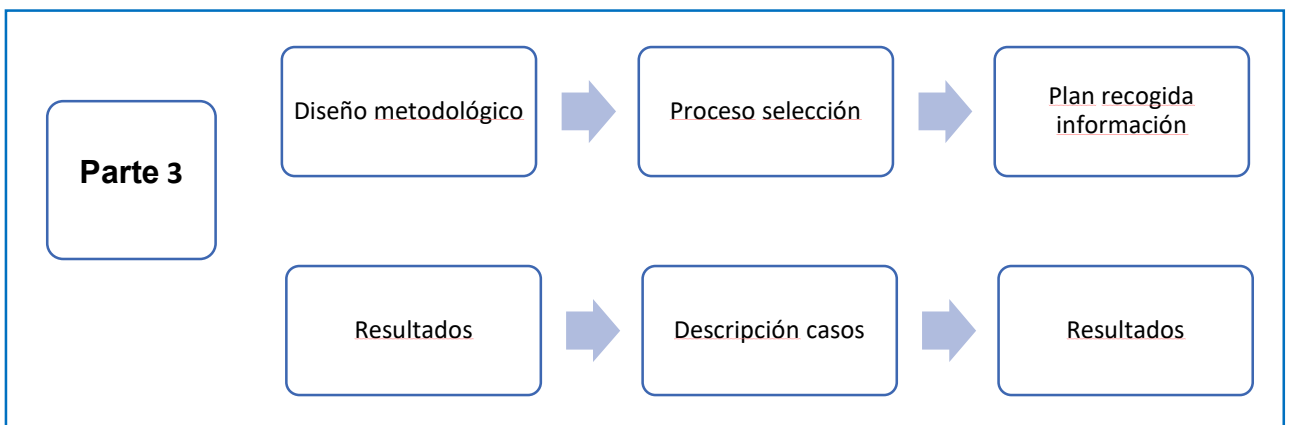 Parte 3
Diseño metodológico
Proceso selección
Plan recogida
información
Resultados
Descripción casos
Resultados